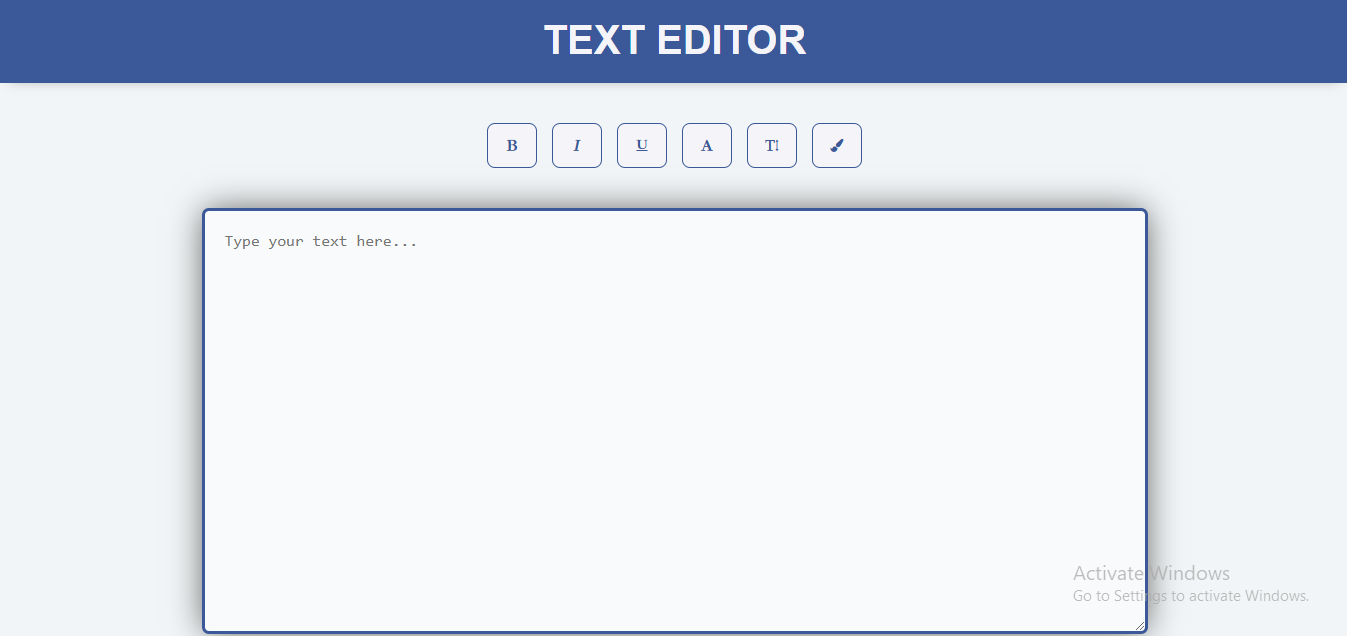 TEXT EDITOR
B I U A T
Type your text here...
Activate Windows
Go to Settings to activate Windows.